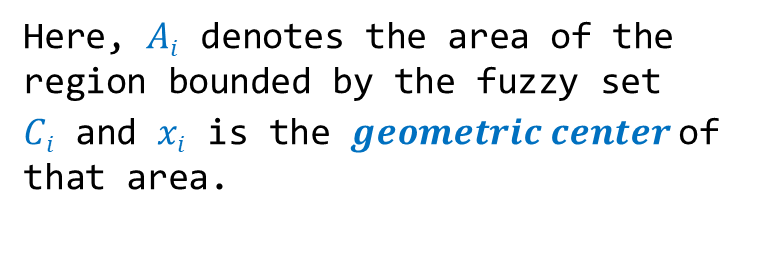 Here, Aᵢ denotes the area of the
region bounded by the fuzzy set
Cᵢ and xᵢ is the geometric center of
that area.